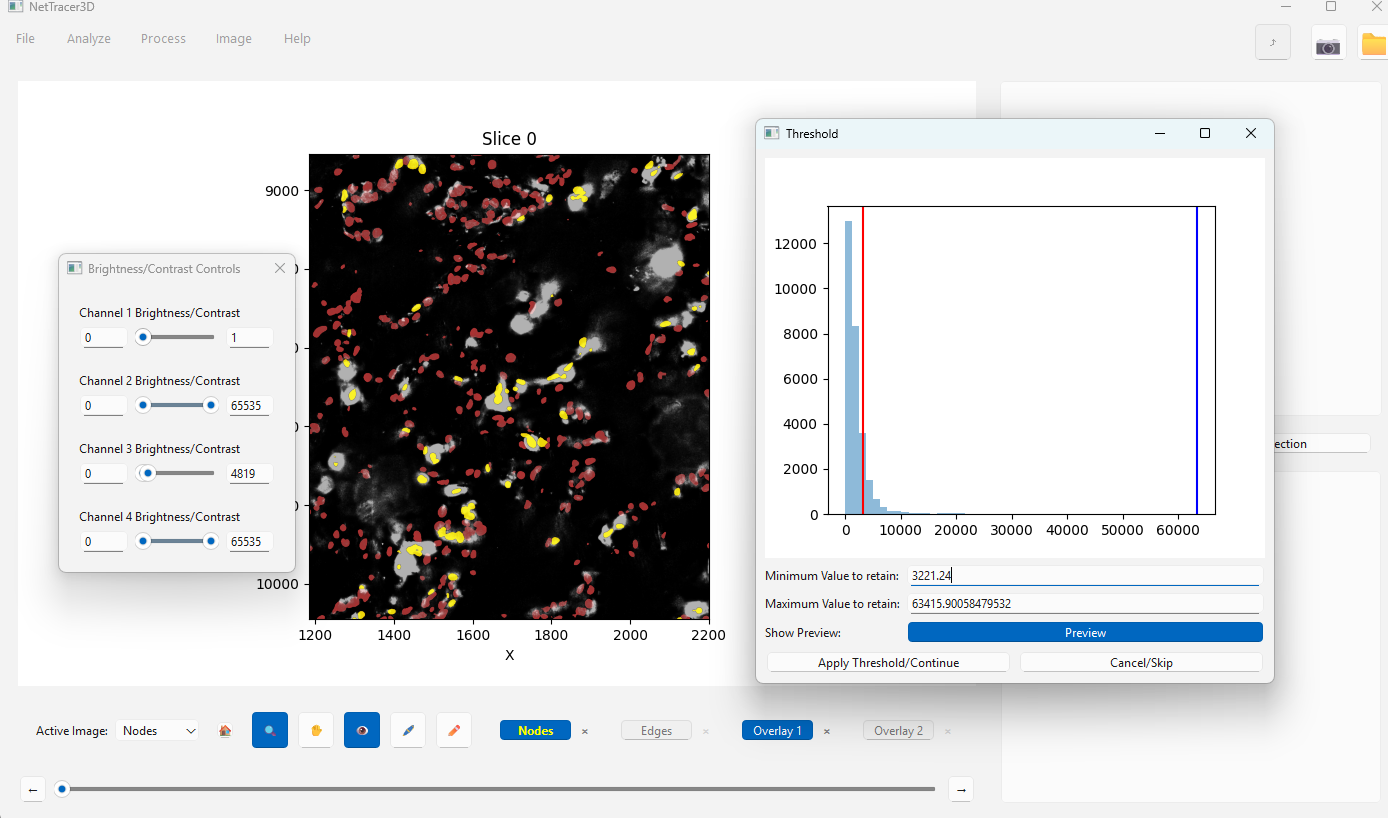 NetTracer3D
File Analyze Process Image Help
Slice 0
9000
10000
1200 1400 1600 1800 2000 2200
X
Brightness/Contrast Controls
Channel 1 Brightness/Contrast
0 1
Channel 2 Brightness/Contrast
0 65535
Channel 3 Brightness/Contrast
0 4819
Channel 4 Brightness/Contrast
0 65535
Threshold
12000
10000
8000
6000
4000
2000
0
0 10000 20000 30000 40000 50000 60000
Minimum Value to retain: 3221.24
Maximum Value to retain: 63415.90058479532
Show Preview: Preview
Apply Threshold/Continue Cancel/Skip
ection
Active Image: Nodes Nodes × Edges × Overlay 1 × Overlay 2 ×
← →